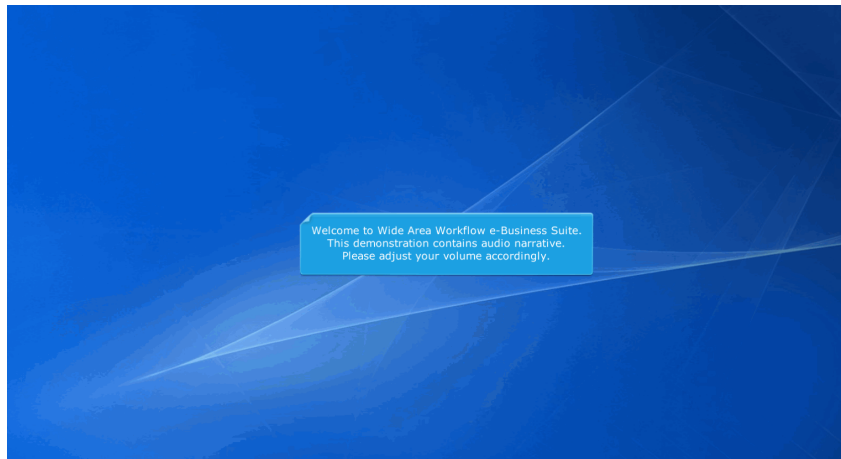 Welcome to Wide Area Workflow e-Business Suite.
This demonstration contains audio narrative.
Please adjust your volume accordingly.